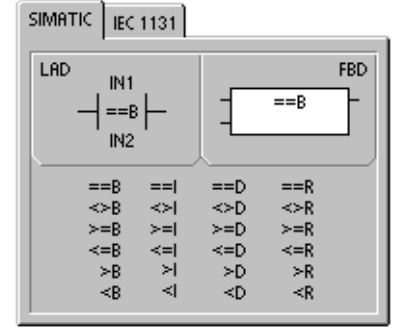 SIMATIC IEC 1131
LAD FBD
IN1
==B ==B
IN2
==B ==I ==D ==R
<>B <>I <>D <>R
>=B >=I >=D >=R
<=B <=I <=D <=R
>B >I >D >R
<B <I <D <R